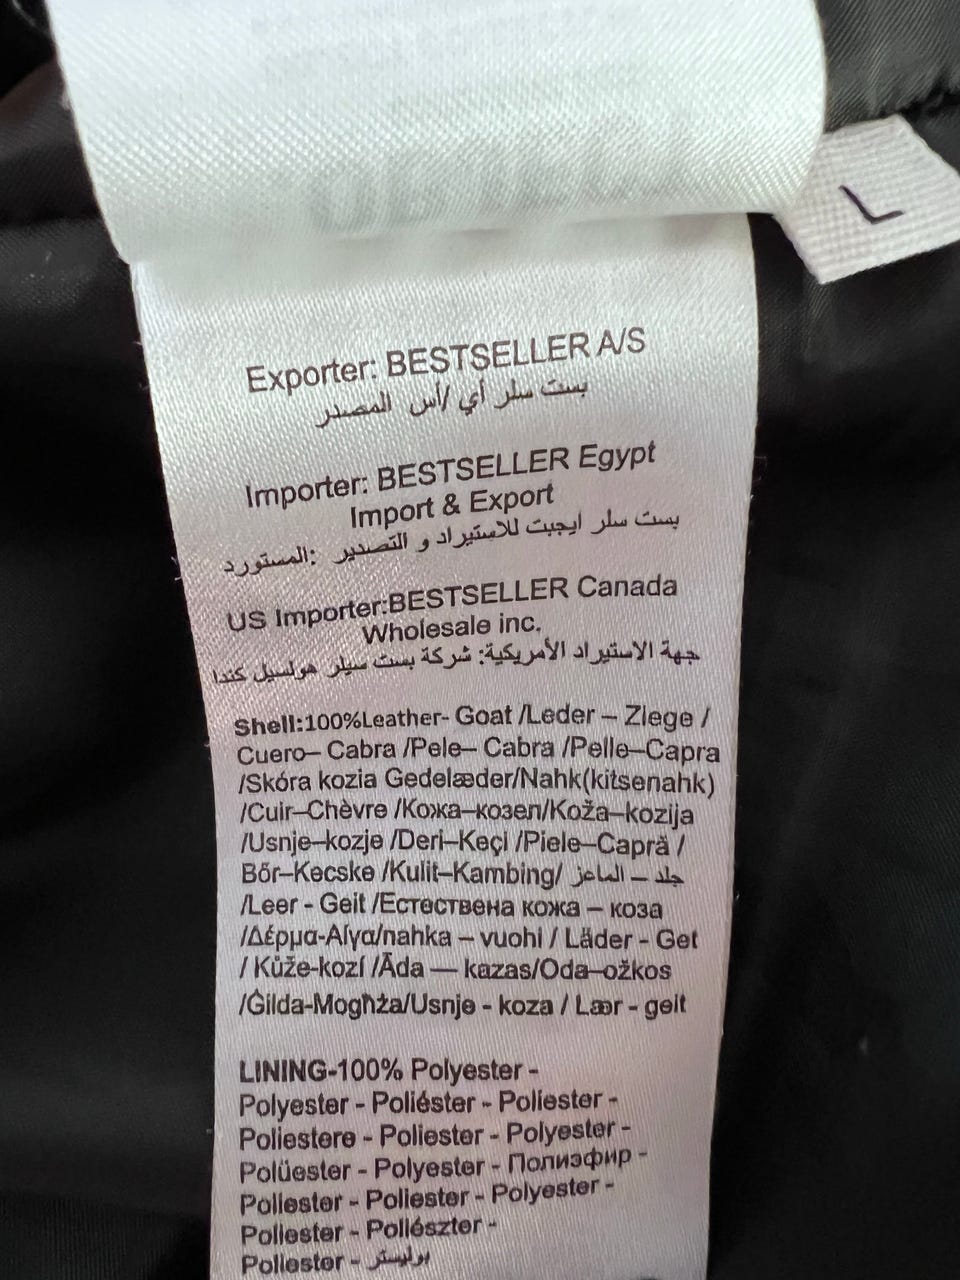 L
Exporter: BESTSELLER A/S
بست سلر أي /أس المصدر
Importer: BESTSELLER Egypt
Import & Export
بست سلر ايجبت للاستيراد و التصدير :المستورد
US Importer:BESTSELLER Canada
Wholesale inc.
جهة الاستيراد الأمريكية: شركة بست سيلر هولسيل كندا
Shell:100%Leather- Goat /Leder – Ziege /
Cuero– Cabra /Pele– Cabra /Pelle–Capra
/Skóra kozia Gedelæder/Nahk(kitsenahk)
/Cuir–Chèvre /Кожа–козел/Koža–kozija
/Usnje–kozje /Deri–Keçi /Piele–Capră /
Bőr–Kecske /Kulit–Kambing/ جلد – الماعز
/Leer - Geit /Естествена кожа – коза
/Δέρμα-Αίγα/nahka – vuohi / Läder - Get
/ Kůže-kozí /Āda — kazas/Oda–ožkos
/Ġilda-Mogħża/Usnje - koza / Lær - geit
LINING-100% Polyester -
Polyester - Poliéster - Poliester -
Poliestere - Poliester - Polyester -
Polüester - Polyester - Полиэфир -
Poliester - Poliester - Polyester -
Poliester - Poliészter -
Poliester - بوليستر